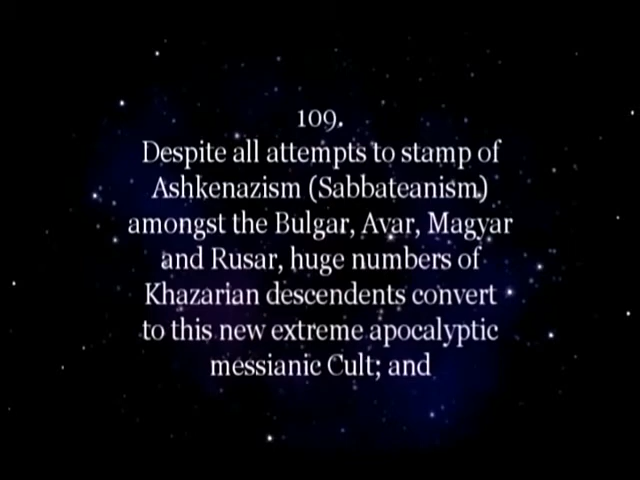 109.
Despite all attempts to stamp of
Ashkenazism (Sabbateanism)
amongst the Bulgar, Avar, Magyar
and Rusar, huge numbers of
Khazarian descendents convert
to this new extreme apocalyptic
messianic Cult; and